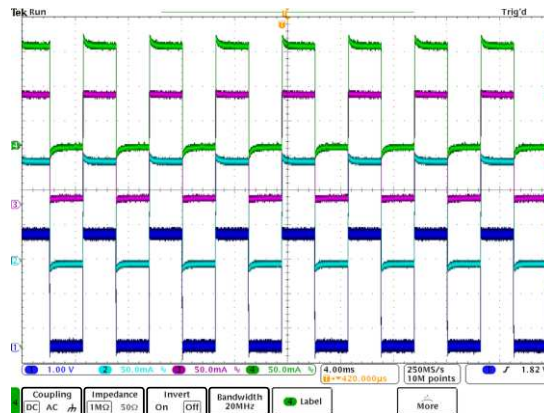 Tek Run Trig'd
4
3
2
1
1 1.00 V 2 50.0mA 3 50.0mA 4 50.0mA 4.00ms 250MS/s 1 1.82 V
420.000µs 10M points
Coupling Impedance Invert Bandwidth 4 Label More
DC AC 1MΩ 50Ω On Off 20MHz